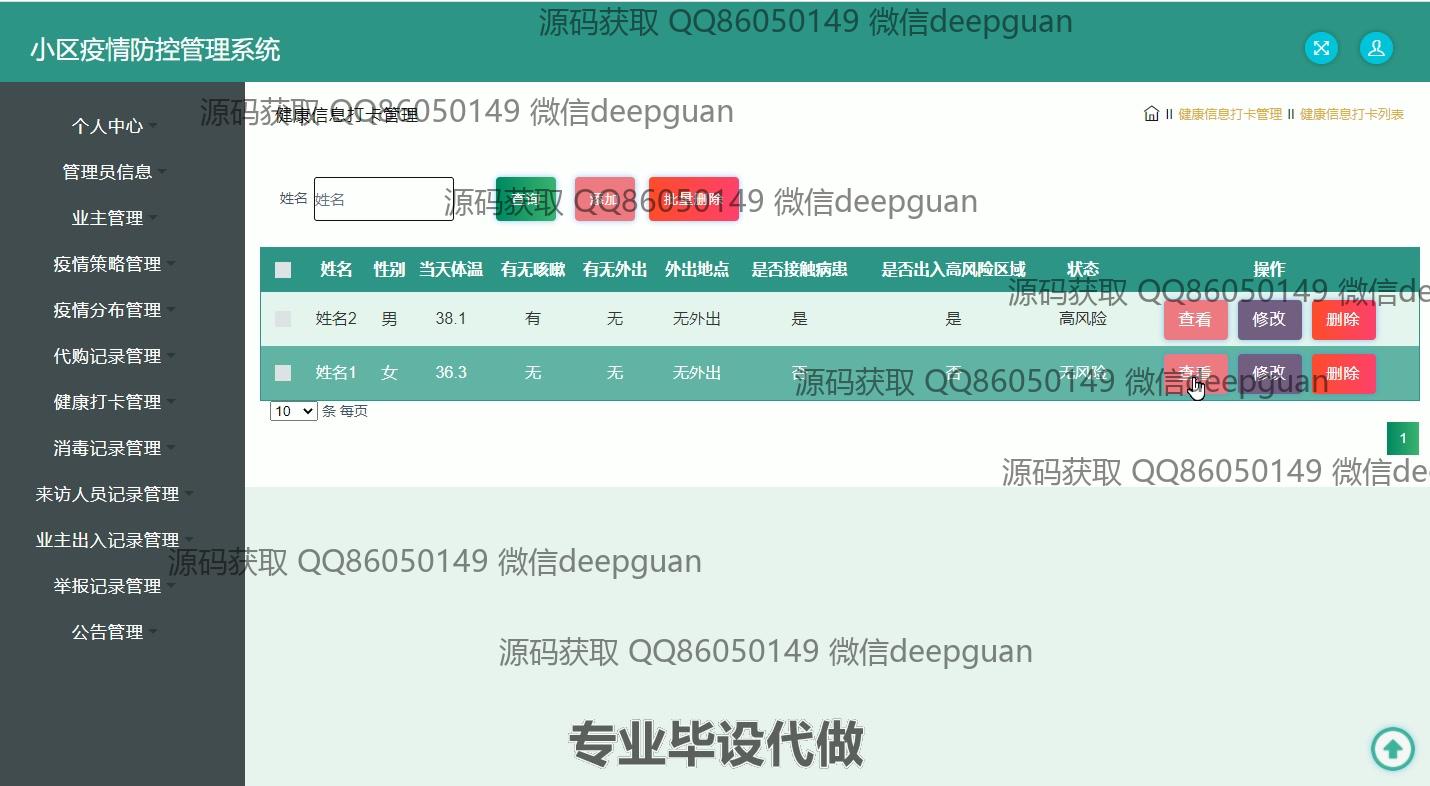 源码获取 QQ86050149 微信deepguan
小区疫情防控管理系统
源码获取 QQ86050149 微信deepguan
健康信息打卡管理
II 健康信息打卡管理 II 健康信息打卡列表
个人中心
管理员信息
业主管理
疫情策略管理
疫情分布管理
代购记录管理
健康打卡管理
消毒记录管理
来访人员记录管理
业主出入记录管理
举报记录管理
公告管理
姓名 姓名 查询 添加 批量删除
源码获取 QQ86050149 微信deepguan
姓名 性别 当天体温 有无咳嗽 有无外出 外出地点 是否接触病患 是否出入高风险区域 状态 操作
源码获取 QQ86050149 微信de
姓名2 男 38.1 有 无 无外出 是 是 高风险 查看 修改 删除
姓名1 女 36.3 无 无 无外出 否 否 无风险 查看 修改 删除
源码获取 QQ86050149 微信deepguan
10 条 每页
1
源码获取 QQ86050149 微信de
源码获取 QQ86050149 微信deepguan
源码获取 QQ86050149 微信deepguan
专业毕设代做